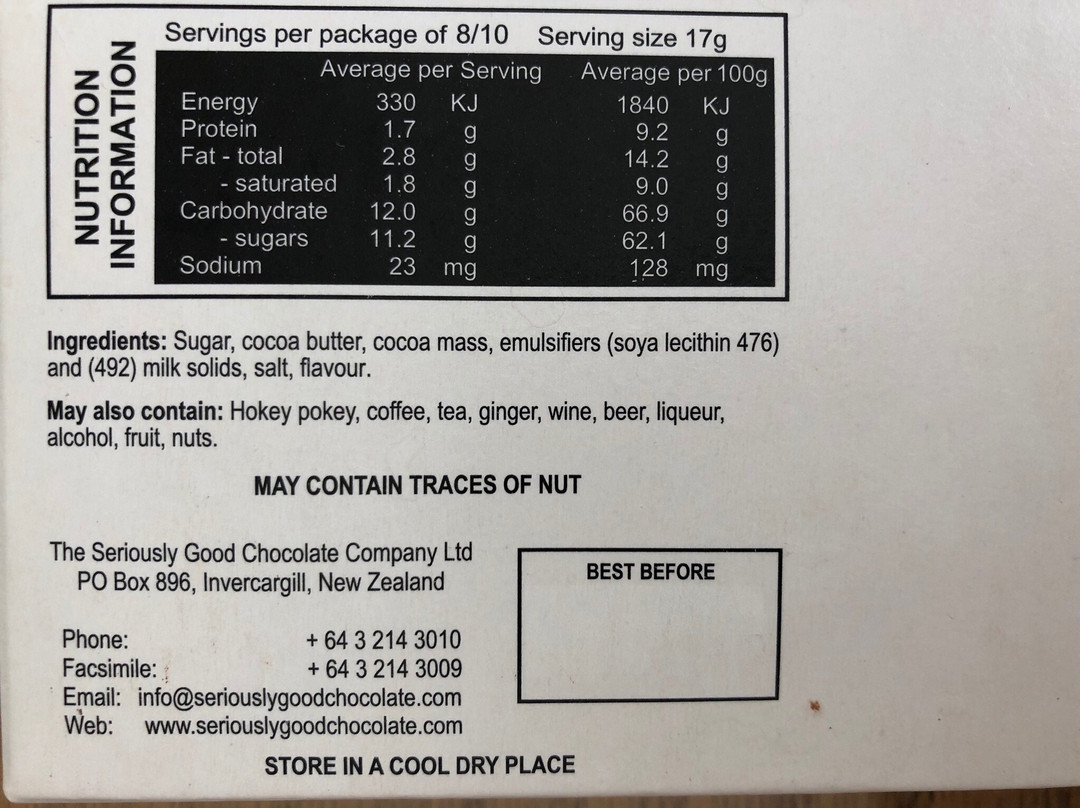 Servings per package of 8/10 Serving size 17g
NUTRITION
INFORMATION
Average per Serving Average per 100g
Energy 330 KJ 1840 KJ
Protein 1.7 g 9.2 g
Fat - total 2.8 g 14.2 g
- saturated 1.8 g 9.0 g
Carbohydrate 12.0 g 66.9 g
- sugars 11.2 g 62.1 g
Sodium 23 mg 128 mg
Ingredients: Sugar, cocoa butter, cocoa mass, emulsifiers (soya lecithin 476)
and (492) milk solids, salt, flavour.
May also contain: Hokey pokey, coffee, tea, ginger, wine, beer, liqueur,
alcohol, fruit, nuts.
MAY CONTAIN TRACES OF NUT
The Seriously Good Chocolate Company Ltd
PO Box 896, Invercargill, New Zealand
BEST BEFORE
Phone: + 64 3 214 3010
Facsimile: + 64 3 214 3009
Email: info@seriouslygoodchocolate.com
Web: www.seriouslygoodchocolate.com
STORE IN A COOL DRY PLACE